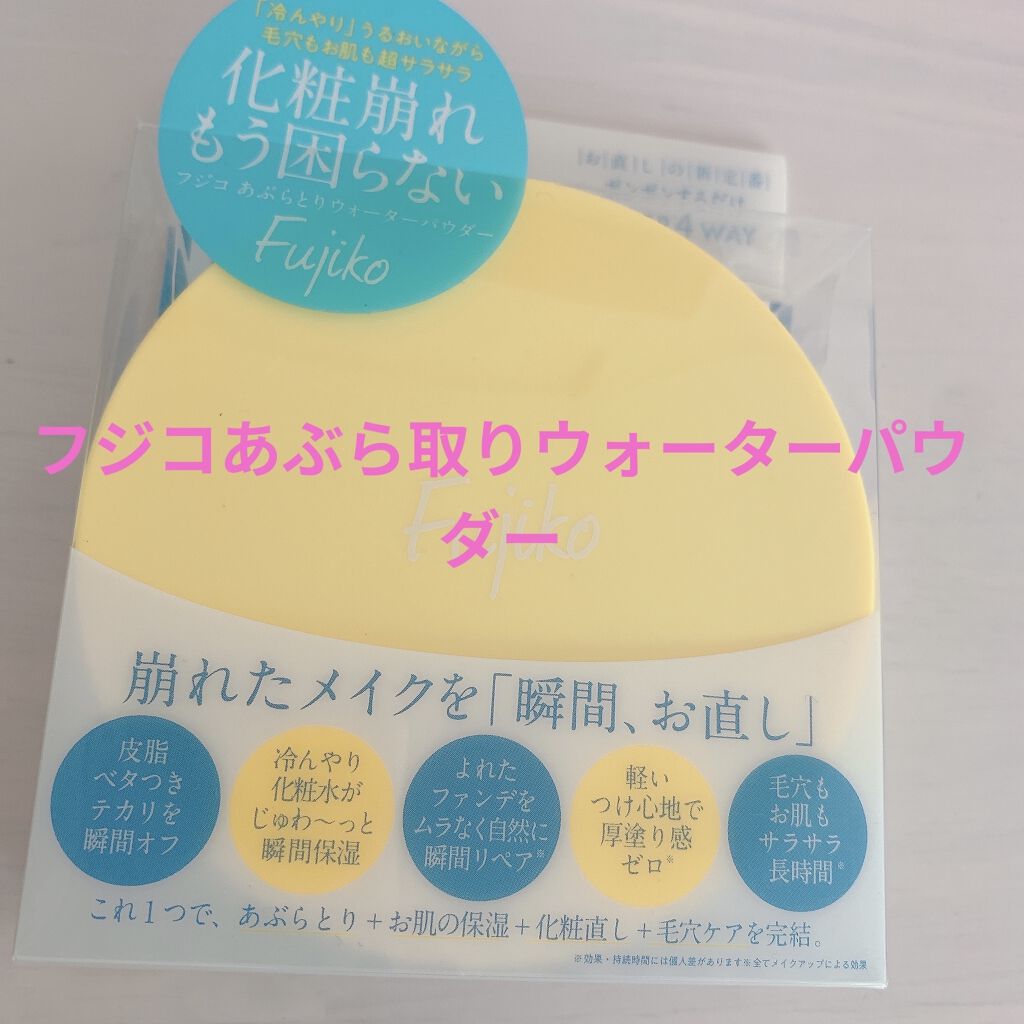 「冷んやり」うるおいながら
毛穴もお肌も超サラサラ
化粧崩れ
もう困らない
フジコ あぶらとりウォーターパウダー
Fujiko
お直しの新定番
ポンポンするだけ
4 WAY
フジコあぶら取りウォーターパウ
ダー
Fujiko
崩れたメイクを「瞬間、お直し」
皮脂
ベタつき
テカリを
瞬間オフ
冷んやり
化粧水が
じゅわ〜っと
瞬間保湿
よれた
ファンデを
ムラなく自然に
瞬間リペア※
軽い
つけ心地で
厚塗り感
ゼロ※
毛穴も
お肌も
サラサラ
長時間※
これ1つで、あぶらとり+お肌の保湿+化粧直し+毛穴ケアを完結。
※効果・持続時間には個人差があります※全てメイクアップによる効果